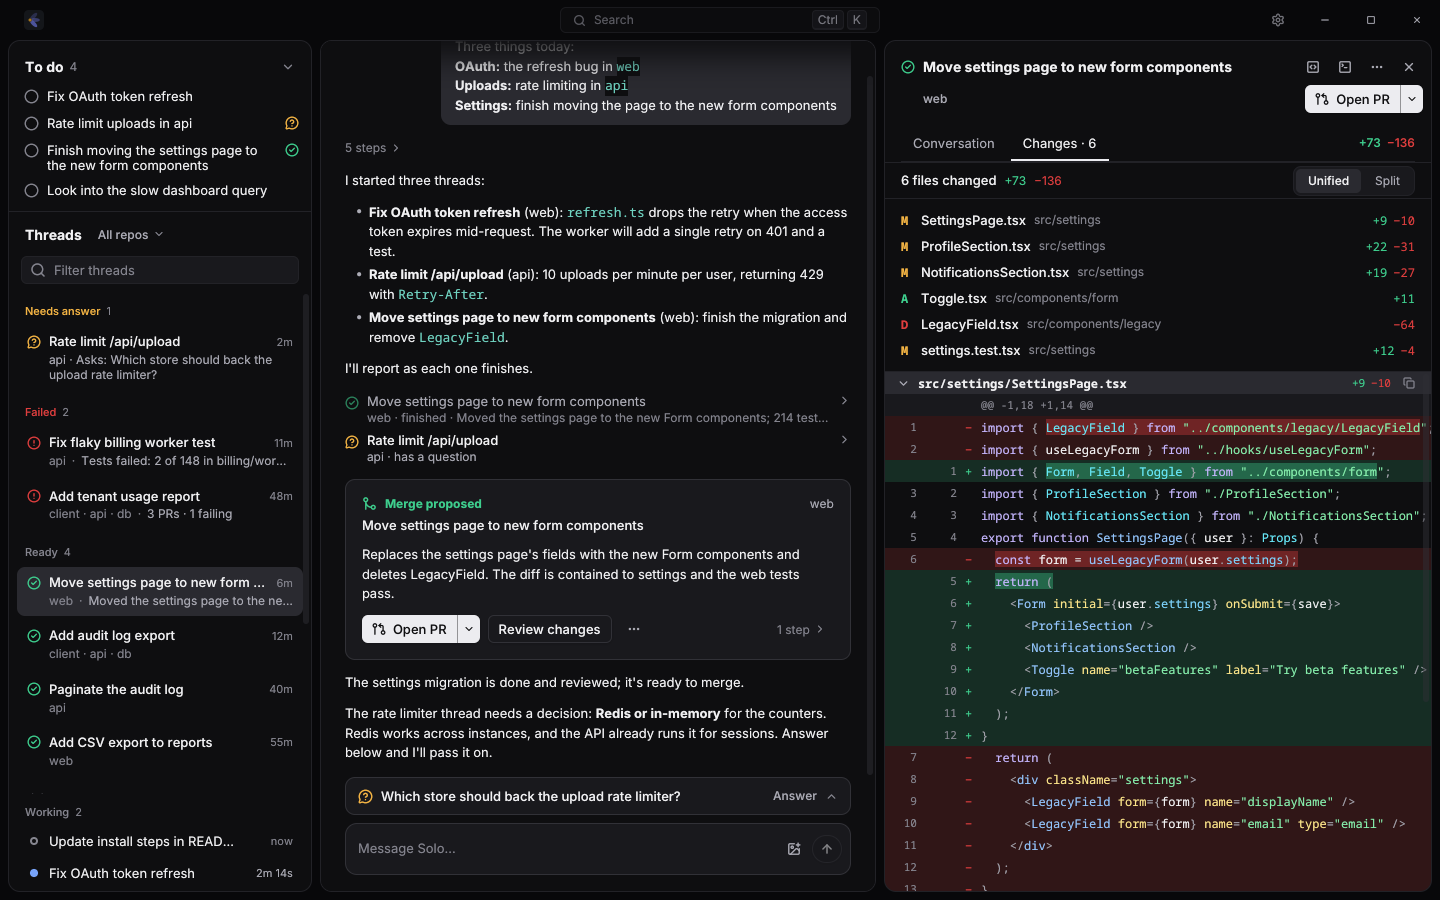 Search
Ctrl K
To do 4
Fix OAuth token refresh
Rate limit uploads in api
Finish moving the settings page to
the new form components
Look into the slow dashboard query
Threads All repos
Filter threads
Needs answer 1
Rate limit /api/upload 2m
api · Asks: Which store should back the
upload rate limiter?
Failed 2
Fix flaky billing worker test 11m
api · Tests failed: 2 of 148 in billing/wor...
Add tenant usage report 48m
client · api · db · 3 PRs · 1 failing
Ready 4
Move settings page to new form ... 6m
web · Moved the settings page to the ne...
Add audit log export 12m
client · api · db
Paginate the audit log 40m
api
Add CSV export to reports 55m
web
Working 2
Update install steps in READ... now
Fix OAuth token refresh 2m 14s
Three things today:
OAuth: the refresh bug in web
Uploads: rate limiting in api
Settings: finish moving the page to the new form components
5 steps
I started three threads:
• Fix OAuth token refresh (web): refresh.ts drops the retry when the access
token expires mid-request. The worker will add a single retry on 401 and a
test.
• Rate limit /api/upload (api): 10 uploads per minute per user, returning 429
with Retry-After.
• Move settings page to new form components (web): finish the migration and
remove LegacyField.
I'll report as each one finishes.
Move settings page to new form components
web · finished · Moved the settings page to the new Form components; 214 test...
Rate limit /api/upload
api · has a question
Merge proposed web
Move settings page to new form components
Replaces the settings page's fields with the new Form components and
deletes LegacyField. The diff is contained to settings and the web tests
pass.
Open PR Review changes ··· 1 step
The settings migration is done and reviewed; it's ready to merge.
The rate limiter thread needs a decision: Redis or in-memory for the counters.
Redis works across instances, and the API already runs it for sessions. Answer
below and I'll pass it on.
Which store should back the upload rate limiter? Answer
Message Solo...
Move settings page to new form components
web
Open PR
Conversation Changes · 6 +73 −136
6 files changed +73 −136 Unified Split
M SettingsPage.tsx src/settings +9 −10
M ProfileSection.tsx src/settings +22 −31
M NotificationsSection.tsx src/settings +19 −27
A Toggle.tsx src/components/form +11
D LegacyField.tsx src/components/legacy −64
M settings.test.tsx src/settings +12 −4
src/settings/SettingsPage.tsx +9 −10
@@ -1,18 +1,14 @@
1 − import { LegacyField } from "../components/legacy/LegacyField";
2 − import { useLegacyForm } from "../hooks/useLegacyForm";
1 + import { Form, Field, Toggle } from "../components/form";
3 2 import { ProfileSection } from "./ProfileSection";
4 3 import { NotificationsSection } from "./NotificationsSection";
5 4 export function SettingsPage({ user }: Props) {
6 − const form = useLegacyForm(user.settings);
5 + return (
6 + <Form initial={user.settings} onSubmit={save}>
7 + <ProfileSection />
8 + <NotificationsSection />
9 + <Toggle name="betaFeatures" label="Try beta features" />
10 + </Form>
11 + );
12 + }
7 − return (
8 − <div className="settings">
9 − <LegacyField form={form} name="displayName" />
10 − <LegacyField form={form} name="email" type="email" />
11 − </div>
12 − );
13 − }